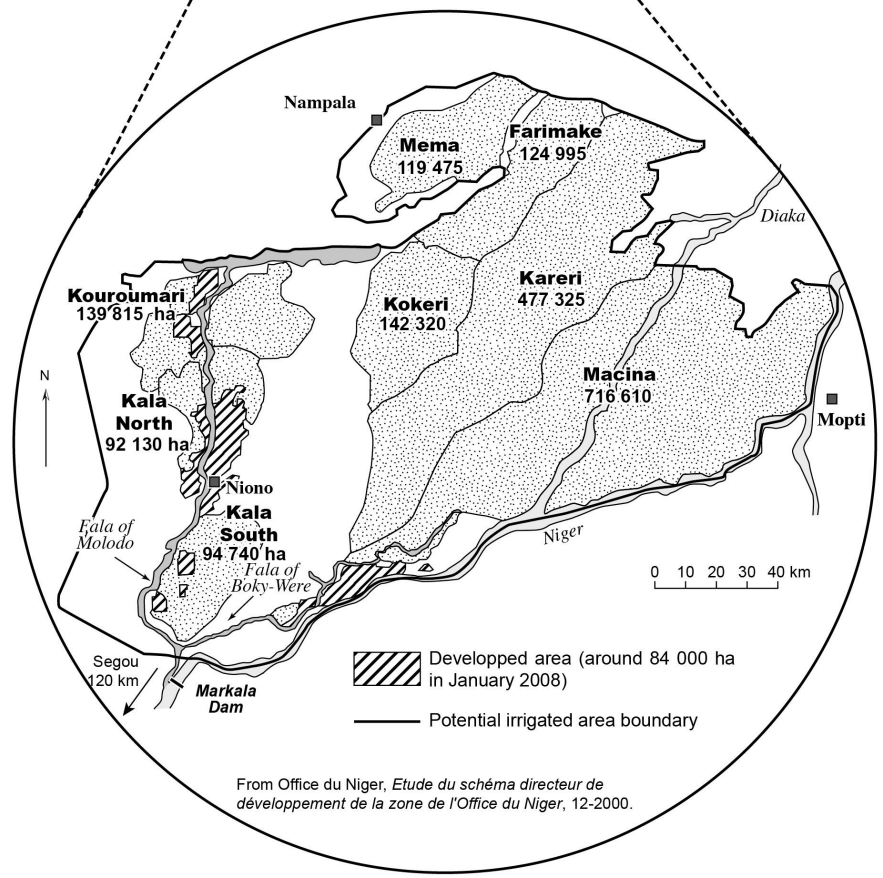 Nampala
Mema
119 475
Farimake
124 995
Diaka
Kouroumari
139 815 ha
Kokeri
142 320
Kareri
477 325
Macina
716 610
N
Kala
North
92 130 ha
Mopti
Niono
Kala
South
94 740 ha
Fala of
Molodo
Fala of
Boky-Were
Niger
0 10 20 30 40 km
Segou
120 km
Markala
Dam
Developped area (around 84 000 ha
in January 2008)
Potential irrigated area boundary
From Office du Niger, Etude du schéma directeur de
développement de la zone de l'Office du Niger, 12-2000.